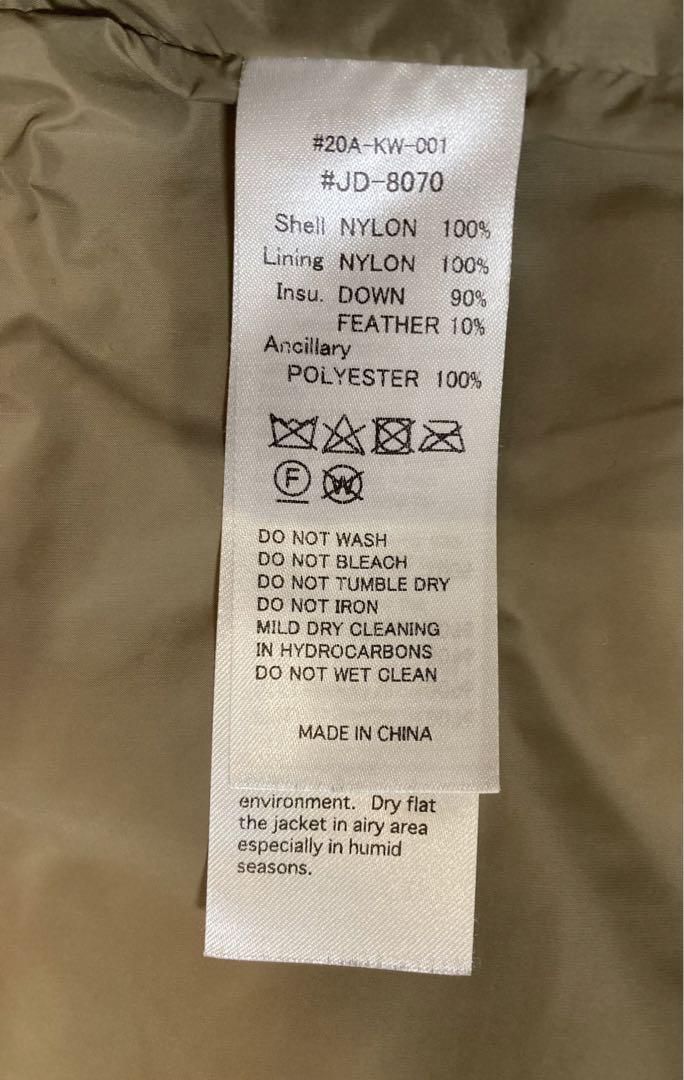 #20A-KW-001
#JD-8070
Shell NYLON 100%
Lining NYLON 100%
Insu. DOWN 90%
FEATHER 10%
Ancillary
POLYESTER 100%
F
W
DO NOT WASH
DO NOT BLEACH
DO NOT TUMBLE DRY
DO NOT IRON
MILD DRY CLEANING
IN HYDROCARBONS
DO NOT WET CLEAN
MADE IN CHINA
environment. Dry flat
the jacket in airy area
especially in humid
seasons.